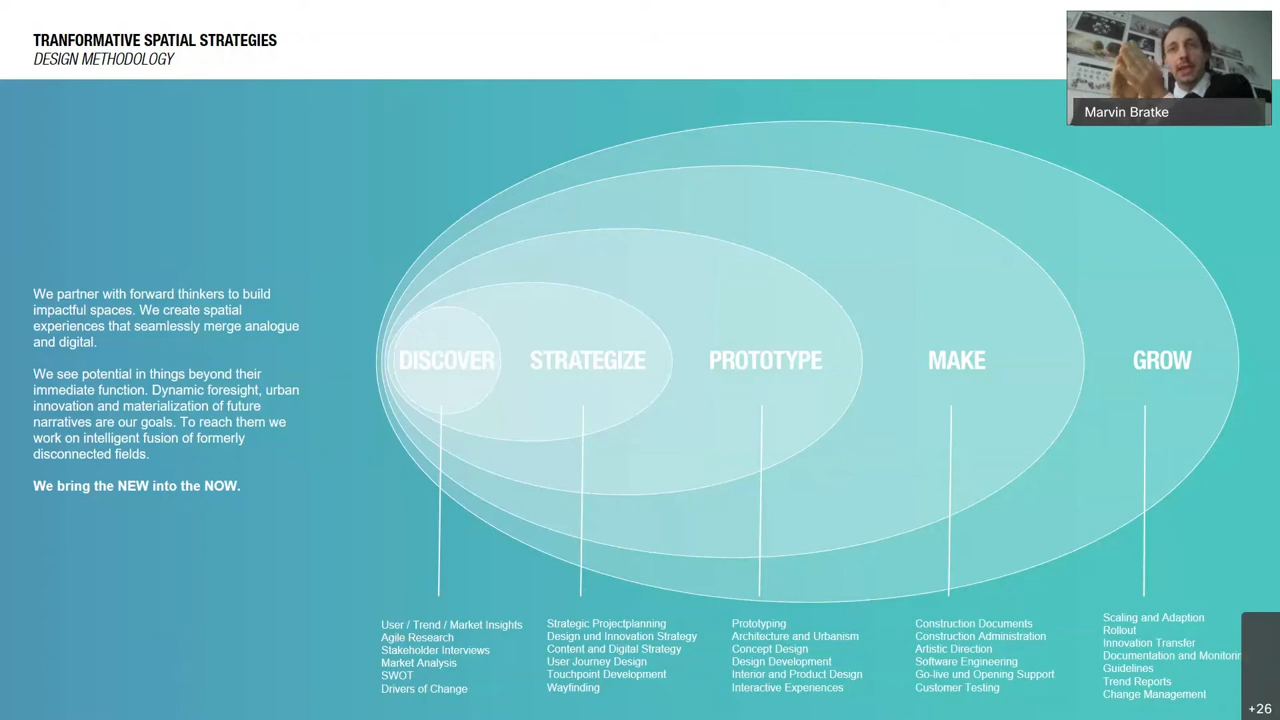 TRANFORMATIVE SPATIAL STRATEGIES
DESIGN METHODOLOGY
Marvin Bratke
We partner with forward thinkers to build
impactful spaces. We create spatial
experiences that seamlessly merge analogue
and digital.
We see potential in things beyond their
immediate function. Dynamic foresight, urban
innovation and materialization of future
narratives are our goals. To reach them we
work on intelligent fusion of formerly
disconnected fields.
We bring the NEW into the NOW.
DISCOVER
STRATEGIZE
PROTOTYPE
MAKE
GROW
User / Trend / Market Insights
Agile Research
Stakeholder Interviews
Market Analysis
SWOT
Drivers of Change
Strategic Projectplanning
Design und Innovation Strategy
Content and Digital Strategy
User Journey Design
Touchpoint Development
Wayfinding
Prototyping
Architecture and Urbanism
Concept Design
Design Development
Interior and Product Design
Interactive Experiences
Construction Documents
Construction Administration
Artistic Direction
Software Engineering
Go-live und Opening Support
Customer Testing
Scaling and Adaption
Rollout
Innovation Transfer
Documentation and Monitorin
Guidelines
Trend Reports
Change Management
+26